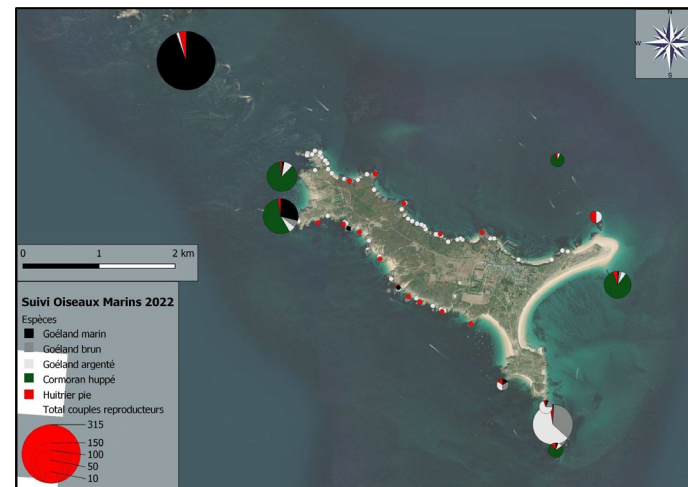 N
W
S
0 1 2 km
Suivi Oiseaux Marins 2022
Espèces
Goéland marin
Goéland brun
Goéland argenté
Cormoran huppé
Huitrier pie
Total couples reproducteurs
315
150
100
50
10